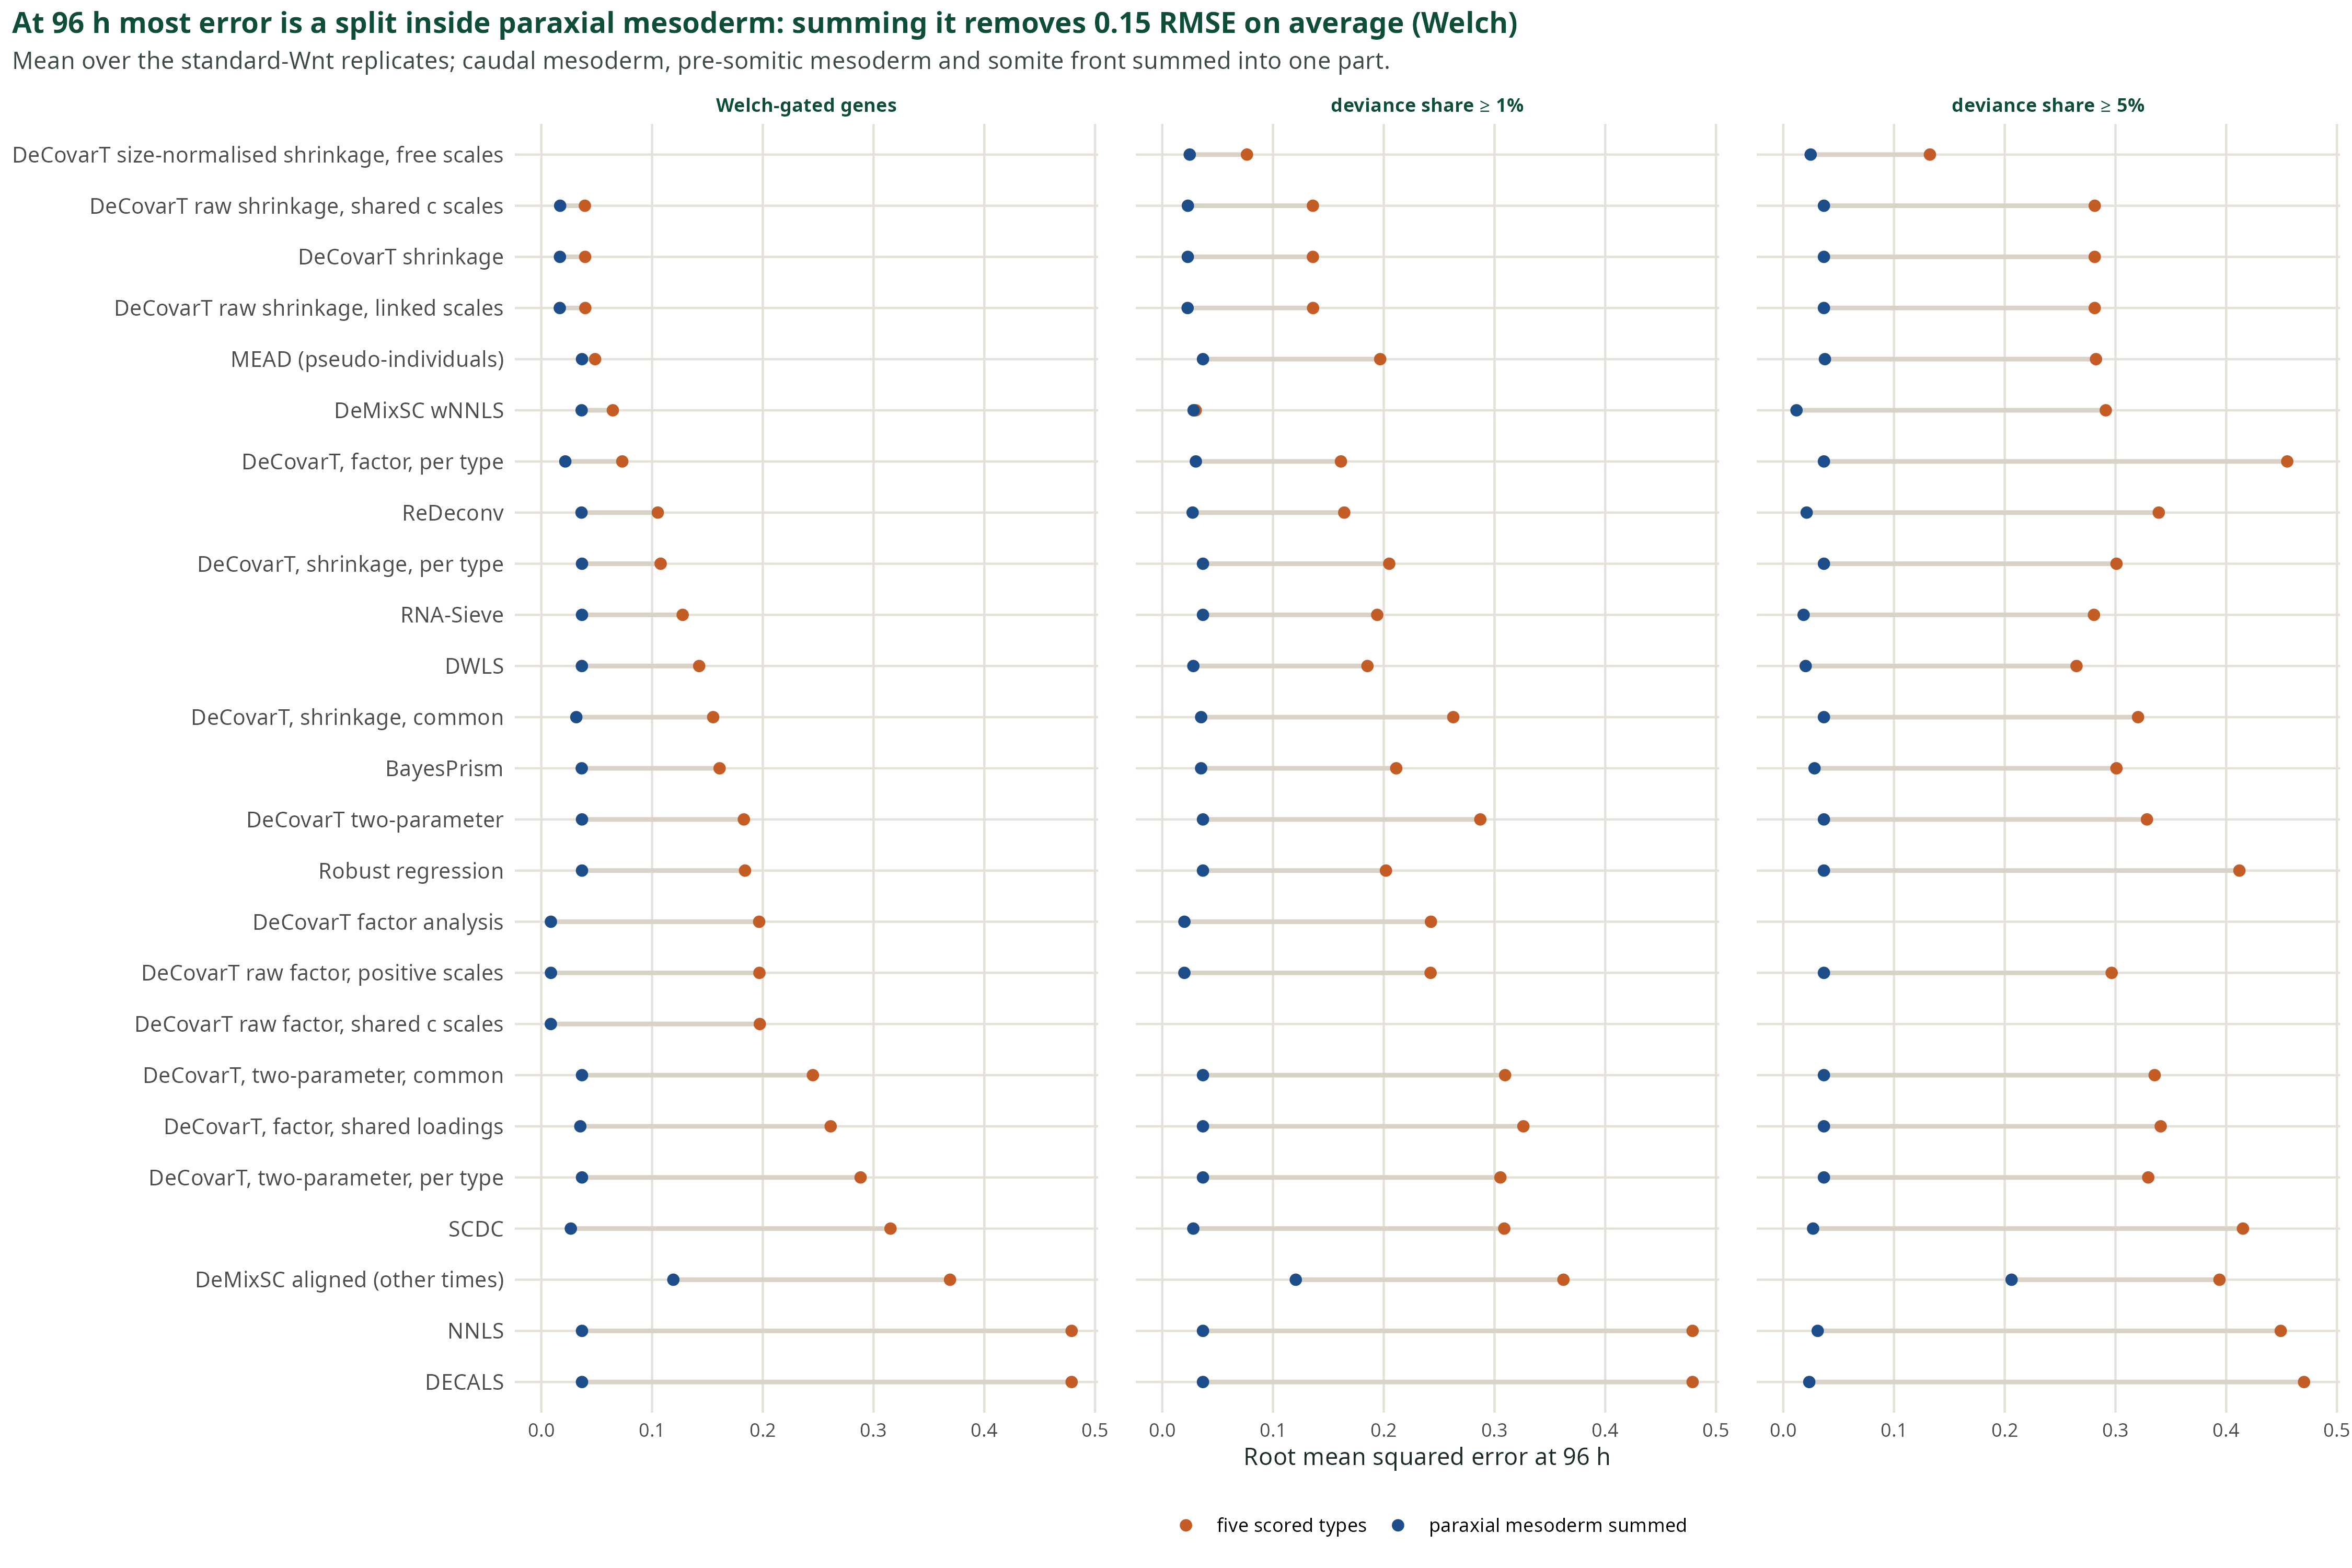 At 96 h most error is a split inside paraxial mesoderm: summing it removes 0.15 RMSE on average (Welch)
Mean over the standard-Wnt replicates; caudal mesoderm, pre-somitic mesoderm and somite front summed into one part.
Welch-gated genes
deviance share ≥ 1%
deviance share ≥ 5%
DeCovarT size-normalised shrinkage, free scales
DeCovarT raw shrinkage, shared c scales
DeCovarT shrinkage
DeCovarT raw shrinkage, linked scales
MEAD (pseudo-individuals)
DeMixSC wNNLS
DeCovarT, factor, per type
ReDeconv
DeCovarT, shrinkage, per type
RNA-Sieve
DWLS
DeCovarT, shrinkage, common
BayesPrism
DeCovarT two-parameter
Robust regression
DeCovarT factor analysis
DeCovarT raw factor, positive scales
DeCovarT raw factor, shared c scales
DeCovarT, two-parameter, common
DeCovarT, factor, shared loadings
DeCovarT, two-parameter, per type
SCDC
DeMixSC aligned (other times)
NNLS
DECALS
0.0 0.1 0.2 0.3 0.4 0.5
0.0 0.1 0.2 0.3 0.4 0.5
0.0 0.1 0.2 0.3 0.4 0.5
Root mean squared error at 96 h
five scored types
paraxial mesoderm summed